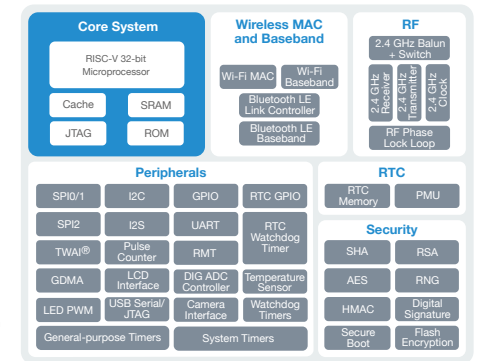 Core System
RISC-V 32-bit
Microprocessor
Cache
SRAM
JTAG
ROM
Wireless MAC
and Baseband
Wi-Fi MAC
Wi-Fi
Baseband
Bluetooth LE
Link Controller
Bluetooth LE
Baseband
RF
2.4 GHz Balun
+ Switch
2.4 GHz
Receiver
2.4 GHz
Transmitter
2.4 GHz
Clock
RF Phase
Lock Loop
Peripherals
SPI0/1
I2C
GPIO
RTC GPIO
SPI2
I2S
UART
RTC
Watchdog
Timer
TWAI®
Pulse
Counter
RMT
GDMA
LCD
Interface
DIG ADC
Controller
Temperature
Sensor
LED PWM
USB Serial/
JTAG
Camera
Interface
Watchdog
Timers
General-purpose Timers
System Timers
RTC
RTC
Memory
PMU
Security
SHA
RSA
AES
RNG
HMAC
Digital
Signature
Secure
Boot
Flash
Encryption